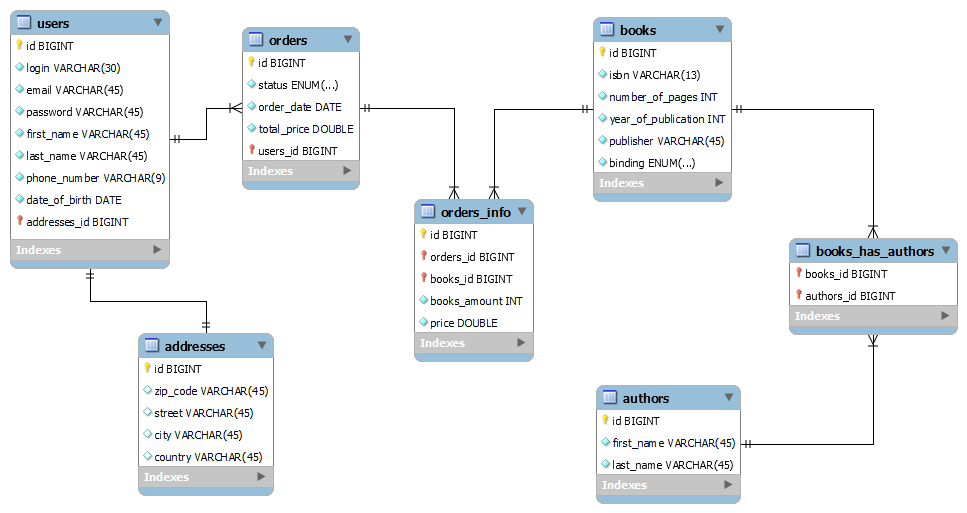 users
id BIGINT
login VARCHAR(30)
email VARCHAR(45)
password VARCHAR(45)
first_name VARCHAR(45)
last_name VARCHAR(45)
phone_number VARCHAR(9)
date_of_birth DATE
addresses_id BIGINT
Indexes
orders
id BIGINT
status ENUM(...)
order_date DATE
total_price DOUBLE
users_id BIGINT
Indexes
books
id BIGINT
isbn VARCHAR(13)
number_of_pages INT
year_of_publication INT
publisher VARCHAR(45)
binding ENUM(...)
Indexes
orders_info
id BIGINT
orders_id BIGINT
books_id BIGINT
books_amount INT
price DOUBLE
Indexes
books_has_authors
books_id BIGINT
authors_id BIGINT
Indexes
addresses
id BIGINT
zip_code VARCHAR(45)
street VARCHAR(45)
city VARCHAR(45)
country VARCHAR(45)
Indexes
authors
id BIGINT
first_name VARCHAR(45)
last_name VARCHAR(45)
Indexes